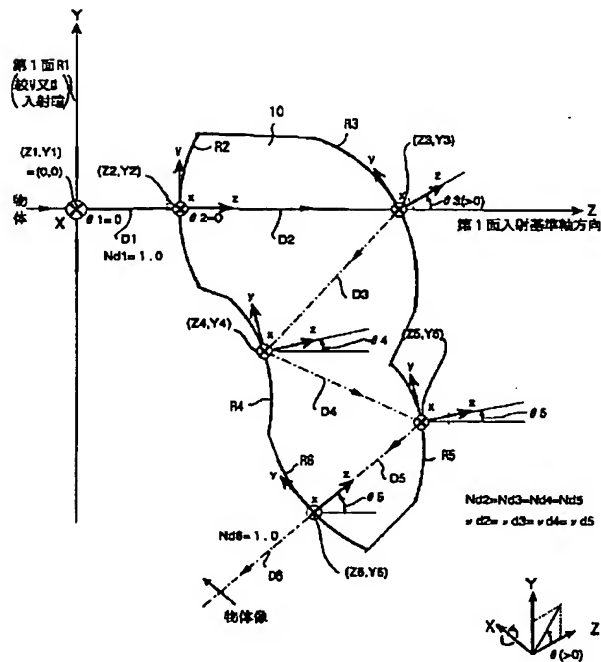 Y
第1面R1
(絞り又は
入射瞳)
10
R2
R3
(Z1,Y1)
=(0,0)
(Z2,Y2)
(Z3,Y3)
y
y
x
z
x
z
物体
X
θ1=0
D1
θ2=0
D2
θ3(>0)
Z
第1面入射基準軸方向
Nd1=1.0
D3
(Z4,Y4)
y
x
z
θ4
(Z5,Y5)
y
x
z
θ5
R4
D4
R5
R6
D5
y
x
z
θ6
Nd2=Nd3=Nd4=Nd5
νd2=νd3=νd4=νd5
Nd6=1.0
D6
(Z6,Y6)
物体像
Y
X
Z
θ(>0)